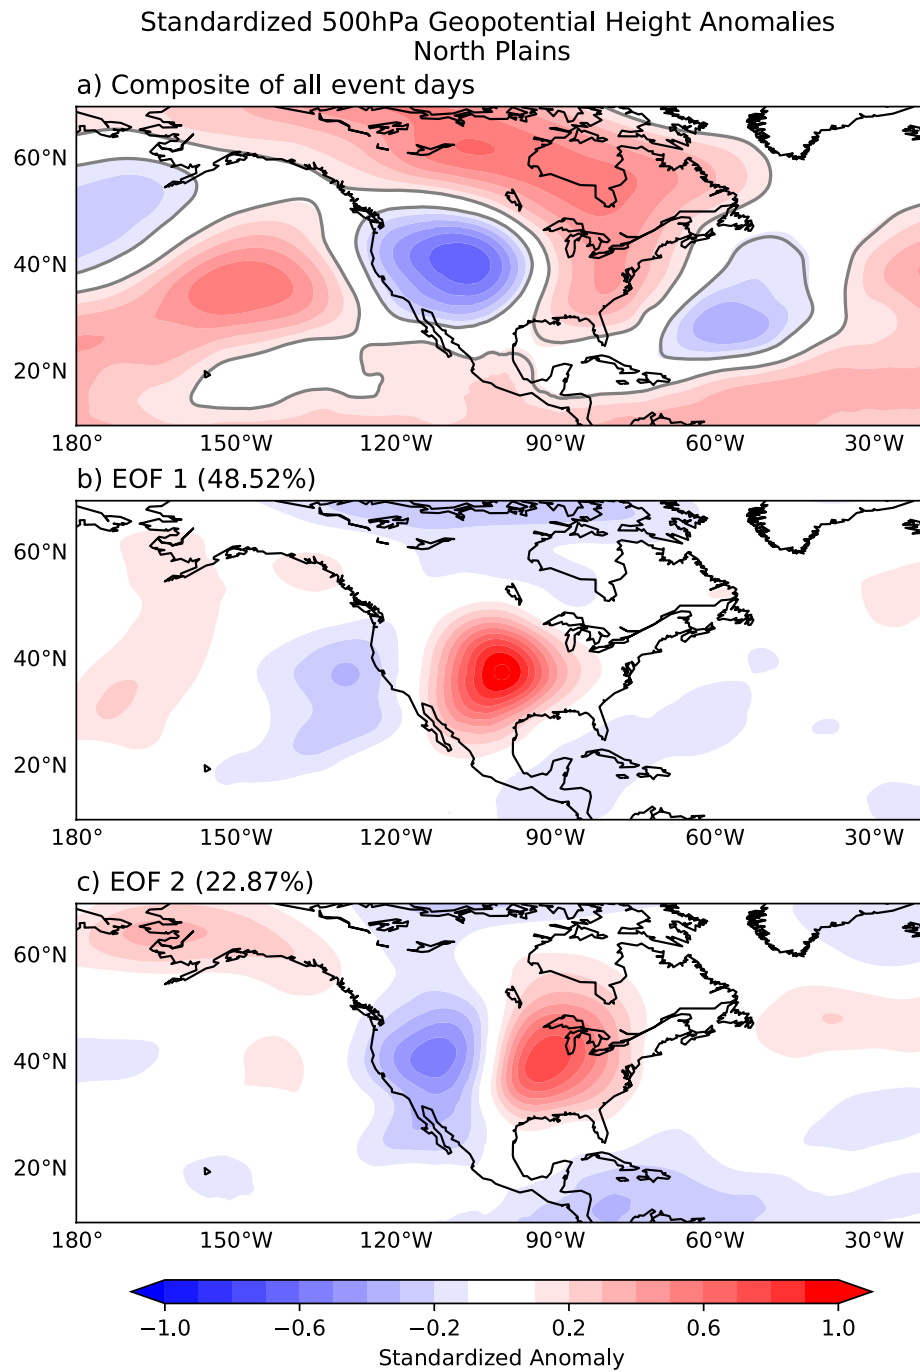 Standardized 500hPa Geopotential Height Anomalies
North Plains
a) Composite of all event days
60°N
40°N
20°N
180° 150°W 120°W 90°W 60°W 30°W
b) EOF 1 (48.52%)
60°N
40°N
20°N
180° 150°W 120°W 90°W 60°W 30°W
c) EOF 2 (22.87%)
60°N
40°N
20°N
180° 150°W 120°W 90°W 60°W 30°W
−1.0 −0.6 −0.2 0.2 0.6 1.0
Standardized Anomaly